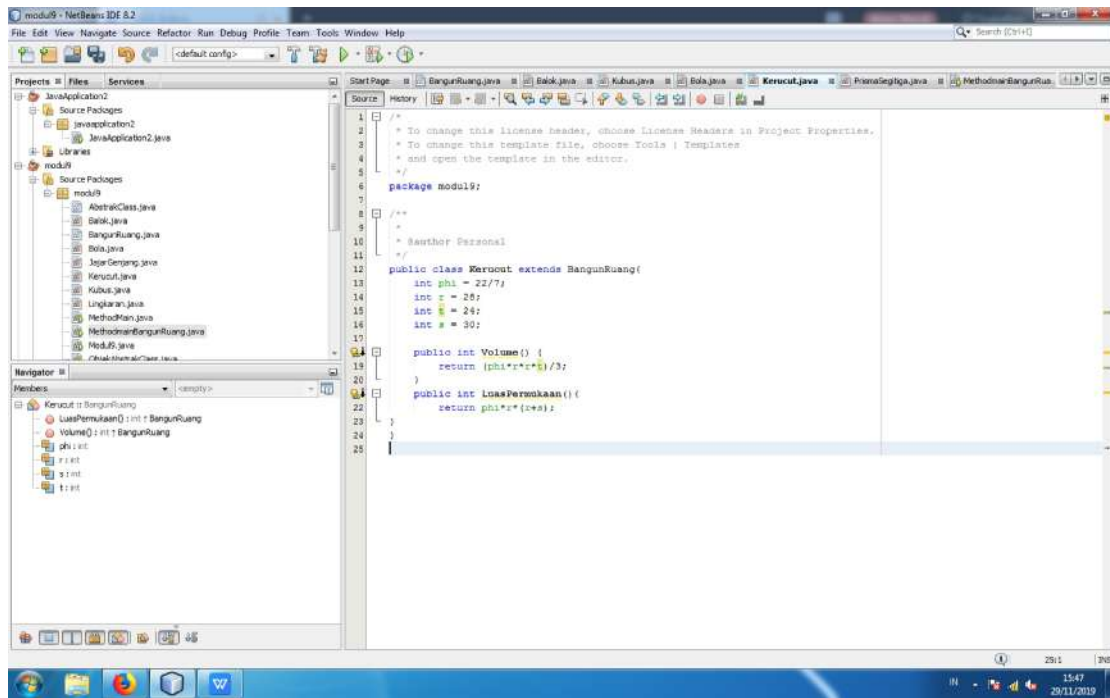 modul9 - NetBeans IDE 8.2
File Edit View Navigate Source Refactor Run Debug Profile Team Tools Window Help
Search (Ctrl+I)
<default config>
Projects Files Services
Start Page BangunRuang.java Balok.java Kubus.java Bola.java Kerucut.java PrismaSegitiga.java MethodmainBangunRua
Source History
JavaApplication2
Source Packages
javaapplication2
JavaApplication2.java
Libraries
modul9
Source Packages
modul9
AbstrakClass.java
Balok.java
BangunRuang.java
Bola.java
JajarGenjang.java
Kerucut.java
Kubus.java
Lingkaran.java
MethodMain.java
MethodmainBangunRuang.java
Modul9.java
Navigator
Members <empty>
Kerucut :: BangunRuang
LuasPermukaan() : int ↑ BangunRuang
Volume() : int ↑ BangunRuang
phi : int
r : int
s : int
t : int
1 /*
2 * To change this license header, choose License Headers in Project Properties.
3 * To change this template file, choose Tools | Templates
4 * and open the template in the editor.
5 */
6 package modul9;
7
8 /**
9 *
10 * @author Personal
11 */
12 public class Kerucut extends BangunRuang{
13 int phi = 22/7;
14 int r = 28;
15 int t = 24;
16 int s = 30;
17
public int Volume() {
19 return (phi*r*r*t)/3;
20 }
public int LuasPermukaan(){
22 return phi*r*(r+s);
23 }
24 }
25
25:1 INS
IN
15:47
29/11/2019